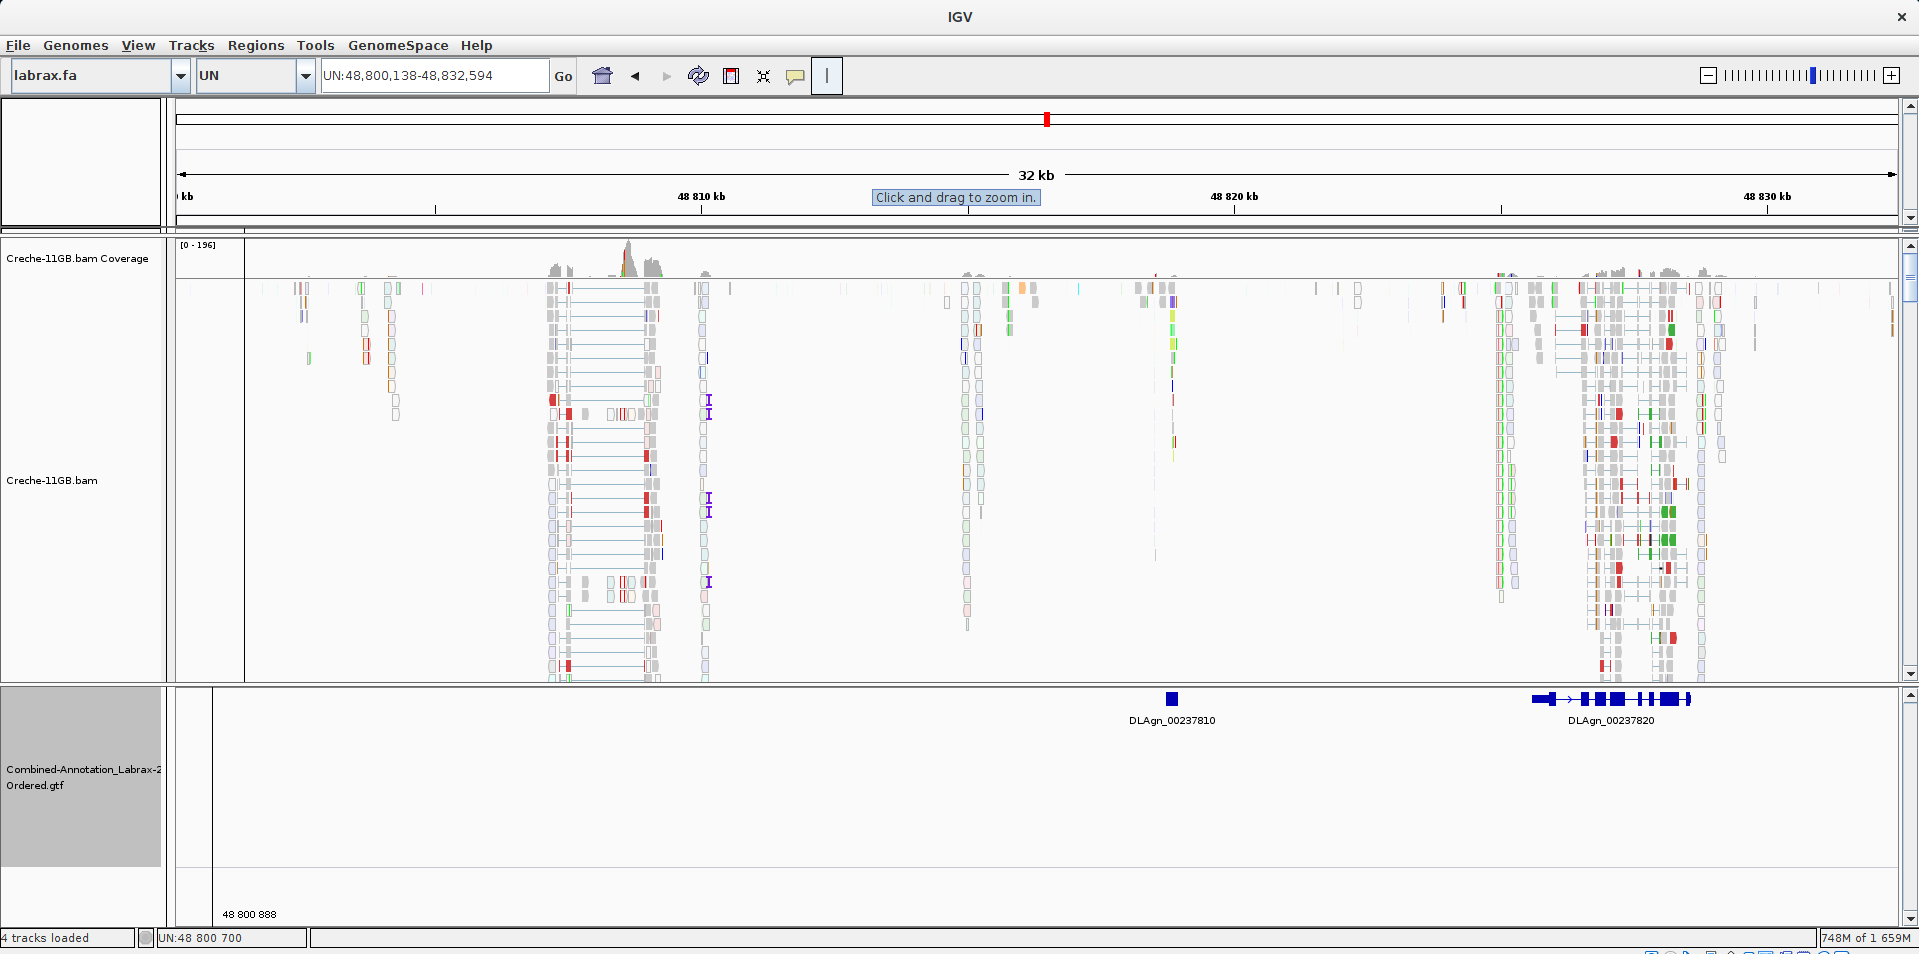 IGV
File Genomes View Tracks Regions Tools GenomeSpace Help
labrax.fa UN UN:48,800,138-48,832,594 Go
32 kb
kb 48 810 kb 48 820 kb 48 830 kb
Click and drag to zoom in.
[0 - 196]
Creche-11GB.bam Coverage
Creche-11GB.bam
DLAgn_00237810 DLAgn_00237820
Combined-Annotation_Labrax-2
Ordered.gtf
48 800 888
4 tracks loaded UN:48 800 700 748M of 1 659M